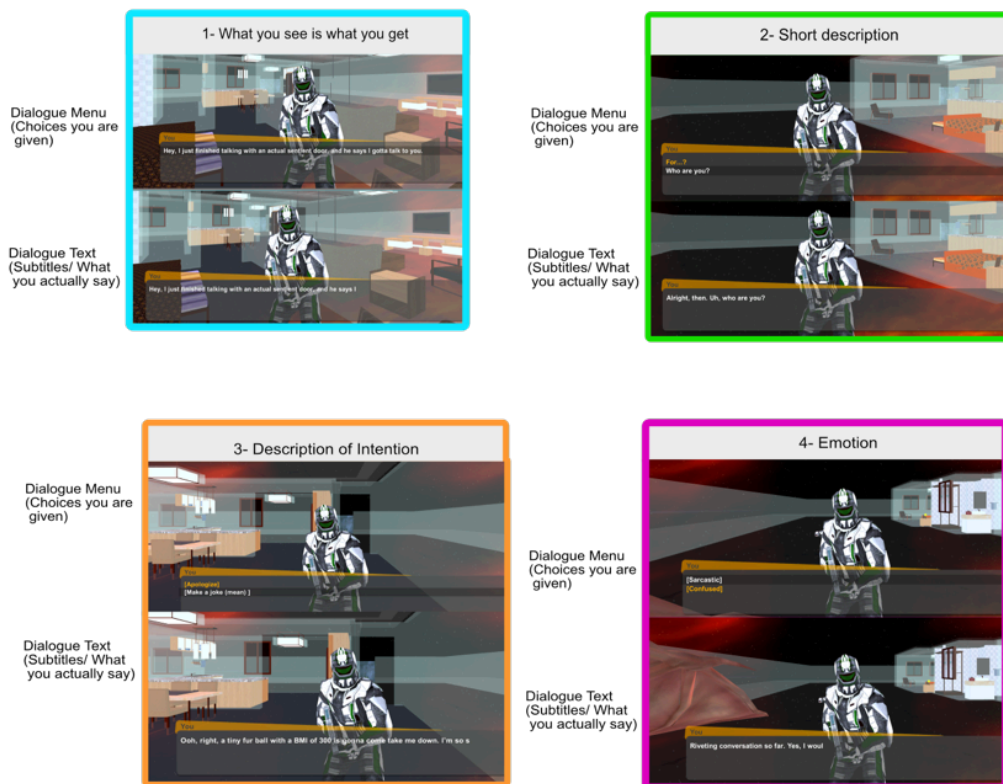 1- What you see is what you get
Dialogue Menu
(Choices you are
given)
You
Hey, I just finished talking with an actual sentient door, and he says I gotta talk to you.
Dialogue Text
(Subtitles/ What
you actually say)
You
Hey, I just finished talking with an actual sentient door, and he says I
2- Short description
Dialogue Menu
(Choices you are
given)
You
For...?
Who are you?
Dialogue Text
(Subtitles/ What
you actually say)
You
Alright, then. Uh, who are you?
3- Description of Intention
Dialogue Menu
(Choices you are
given)
You
[Apologize]
[Make a joke (mean) ]
Dialogue Text
(Subtitles/ What
you actually say)
You
Ooh, right, a tiny fur ball with a BMI of 300 is gonna come take me down. I'm so s
4- Emotion
Dialogue Menu
(Choices you are
given)
You
[Sarcastic]
[Confused]
Dialogue Text
(Subtitles/ What
you actually say)
You
Riveting conversation so far. Yes, I woul